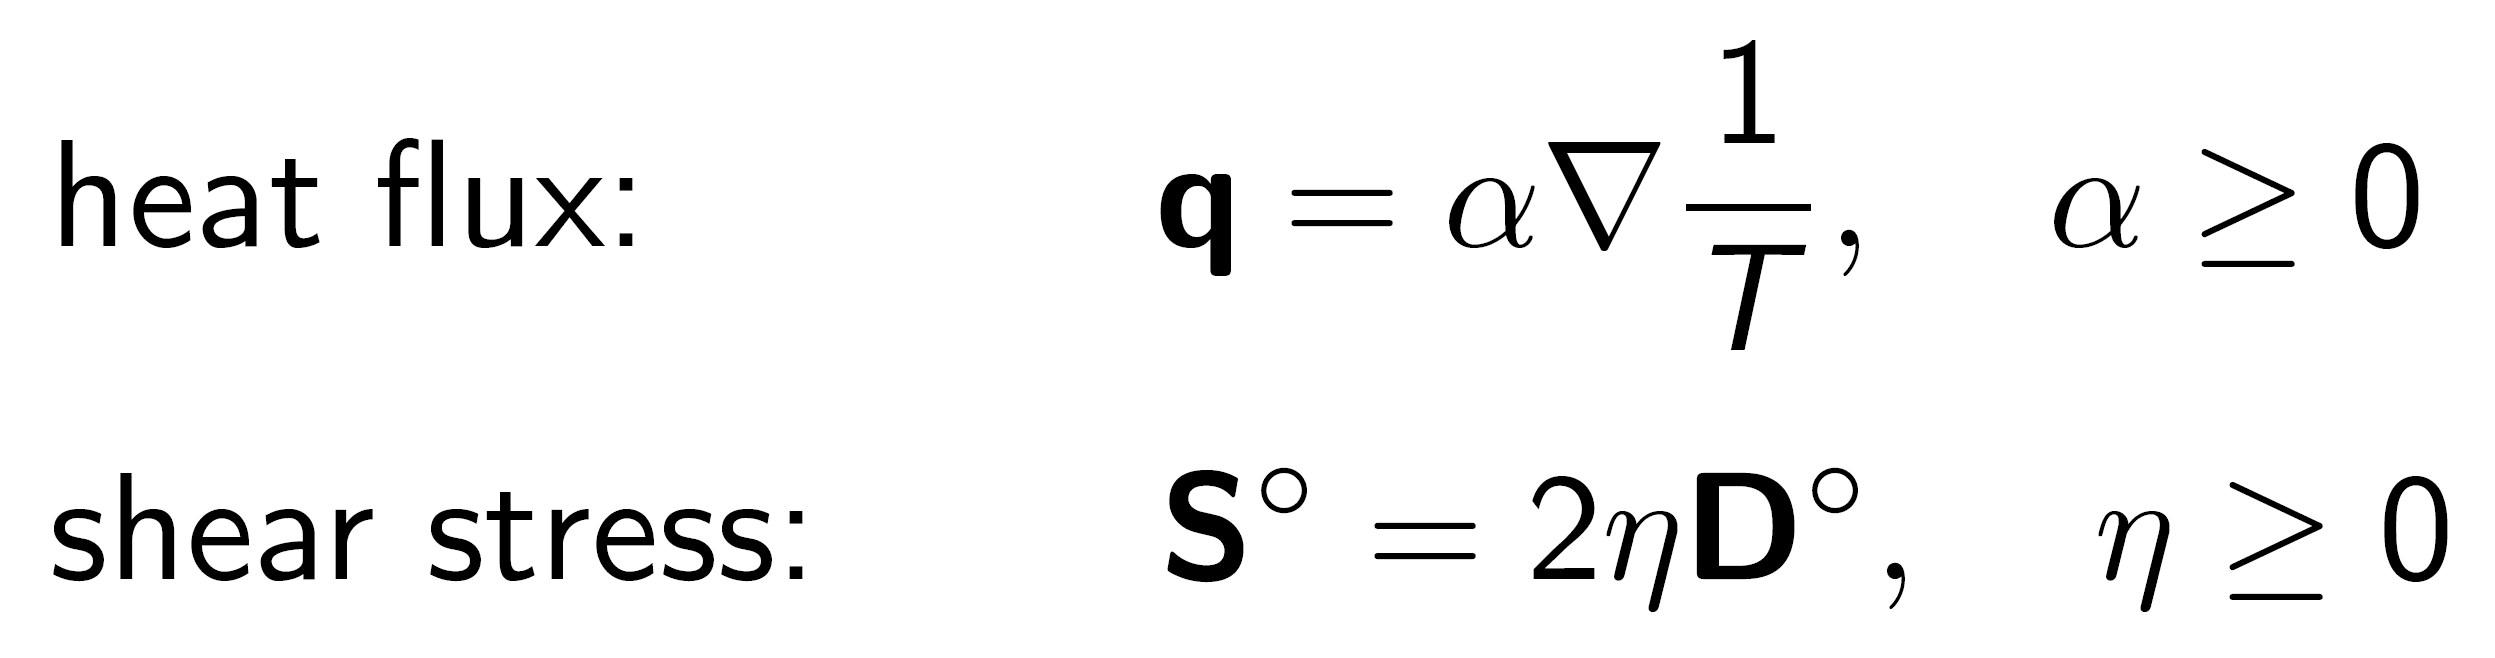 heat flux: q = α∇1/T, α ≥ 0
shear stress: S° = 2ηD°, η ≥ 0